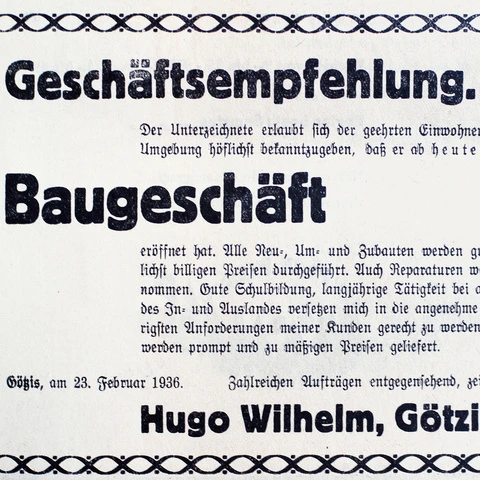 Geschäftsempfehlung.
Der Unterzeichnete erlaubt sich der geehrten Einwohner
Umgebung höflichst bekanntzugeben, daß er ab heute
Baugeschäft
eröffnet hat. Alle Neu-, Um- und Zubauten werden
lichst billigen Preisen durchgeführt. Auch Reparaturen
nommen. Gute Schulbildung, langjährige Tätigkeit bei
des In- und Auslandes versetzen mich in die angenehme
rigsten Anforderungen meiner Kunden gerecht zu werden
werden prompt und zu mäßigen Preisen geliefert.
Götzis, am 23. Februar 1936. Zahlreichen Aufträgen entgegensehend,
Hugo Wilhelm, Götzi